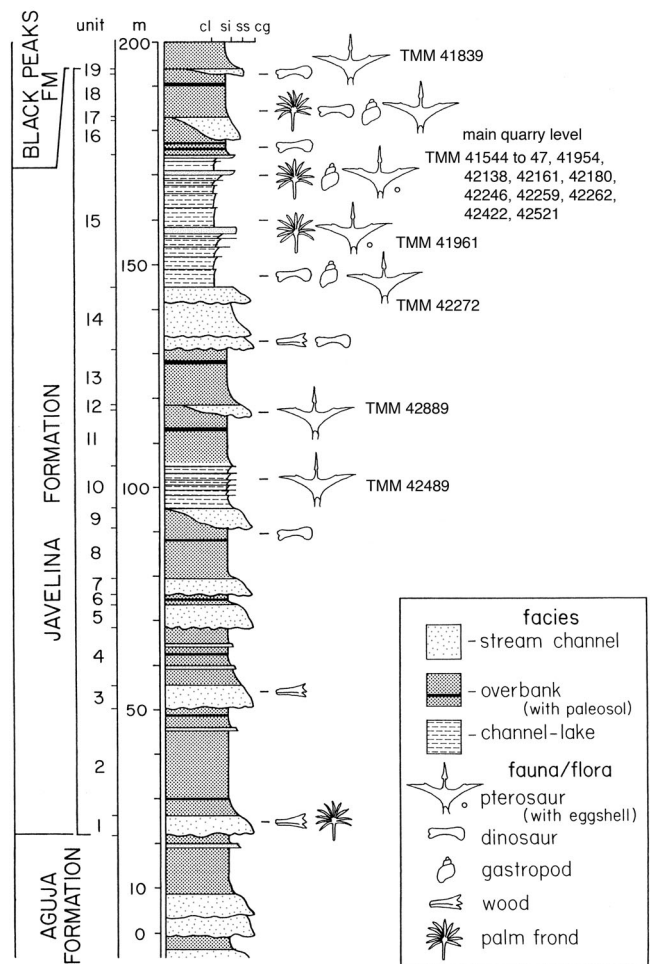 unit m cl si ss cg
200
BLACK PEAKS
FM
19
TMM 41839
18
17
16
main quarry level
TMM 41544 to 47, 41954,
42138, 42161, 42180,
42246, 42259, 42262,
42422, 42521
15
TMM 41961
150
TMM 42272
14
13
12
TMM 42889
11
JAVELINA FORMATION
10
100
TMM 42489
9
8
7
6
5
4
3
50
2
1
AGUJA
FORMATION
10
0
facies
- stream channel
- overbank
(with paleosol)
- channel-lake
fauna/flora
pterosaur
(with eggshell)
dinosaur
gastropod
wood
palm frond